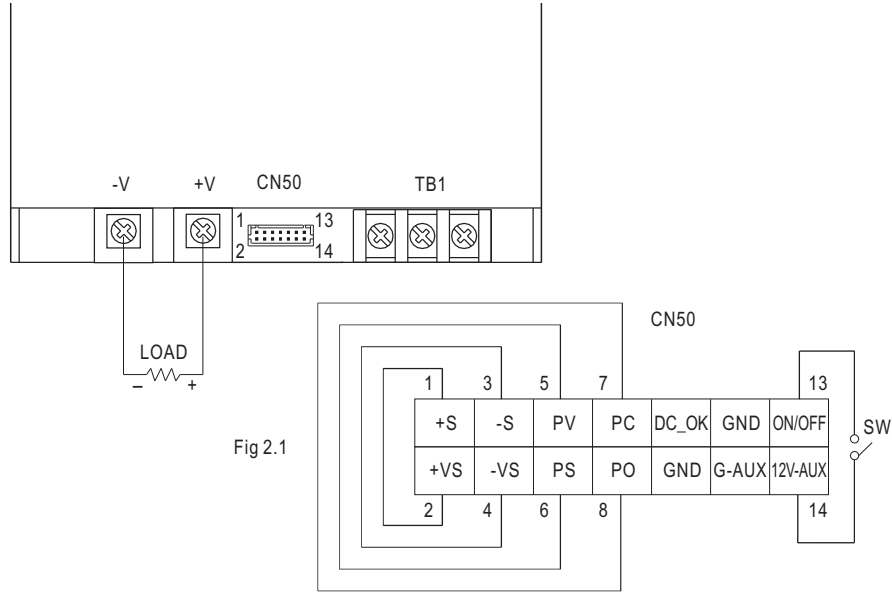 -V +V CN50 TB1
1 13
2 14
LOAD
– +
CN50
1 3 5 7 13
+S -S PV PC DC_OK GND ON/OFF
SW
Fig 2.1
+VS -VS PS PO GND G-AUX 12V-AUX
2 4 6 8 14